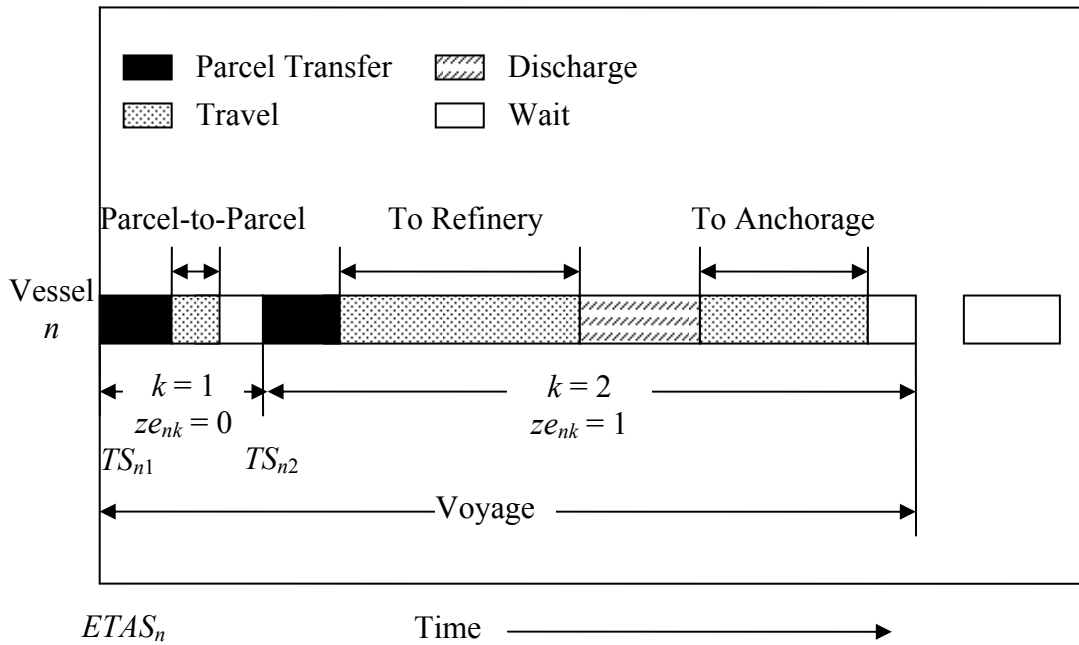 Parcel Transfer
Discharge
Travel
Wait
Parcel-to-Parcel
To Refinery
To Anchorage
Vessel
n
k = 1
ze_nk = 0
k = 2
ze_nk = 1
TS_n1
TS_n2
Voyage
ETAS_n
Time